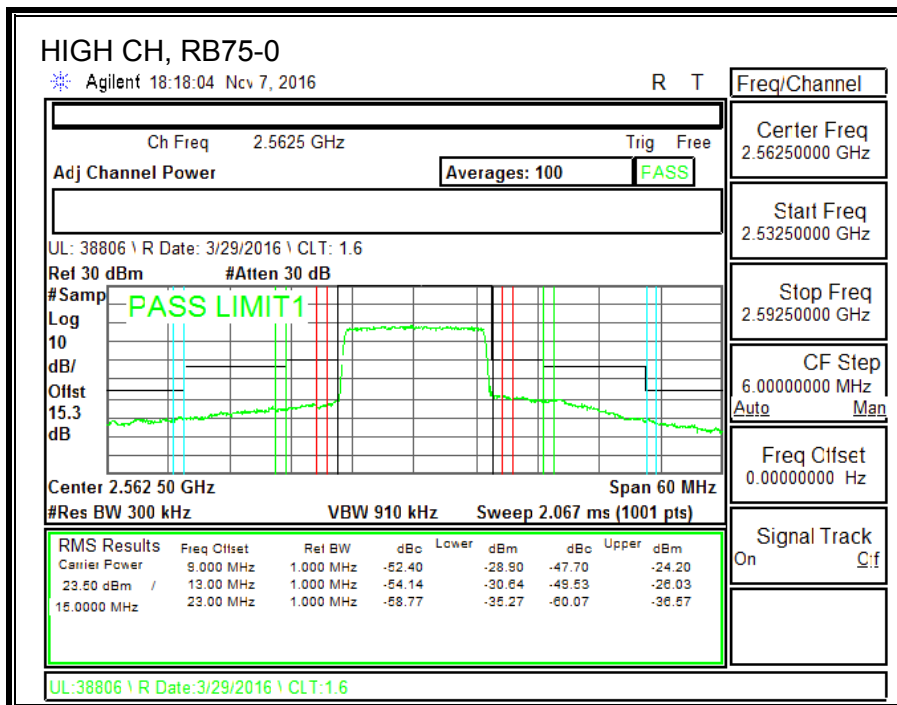 HIGH CH, RB75-0
Agilent 18:18:04 Nov 7, 2016 R T
Freq/Channel
Ch Freq 2.5625 GHz Trig Free
Adj Channel Power Averages: 100 PASS
Center Freq
2.56250000 GHz
Start Freq
2.53250000 GHz
Stop Freq
2.59250000 GHz
CF Step
6.00000000 MHz
Auto Man
Freq Offset
0.00000000 Hz
Signal Track
On Off
UL: 38806 \ R Date: 3/29/2016 \ CLT: 1.6
Ref 30 dBm #Atten 30 dB
#Samp
Log
10
dB/
Offst
15.3
dB
PASS LIMIT1
Center 2.562 50 GHz Span 60 MHz
#Res BW 300 kHz VBW 910 kHz Sweep 2.067 ms (1001 pts)
RMS Results Freq Offset Ref BW dBc Lower dBm dBc Upper dBm
Carrier Power 9.000 MHz 1.000 MHz -52.40 -28.90 -47.70 -24.20
23.50 dBm / 13.00 MHz 1.000 MHz -54.14 -30.64 -49.53 -26.03
15.0000 MHz 23.00 MHz 1.000 MHz -58.77 -35.27 -60.07 -36.57
UL:38806 \ R Date:3/29/2016 \ CLT:1.6